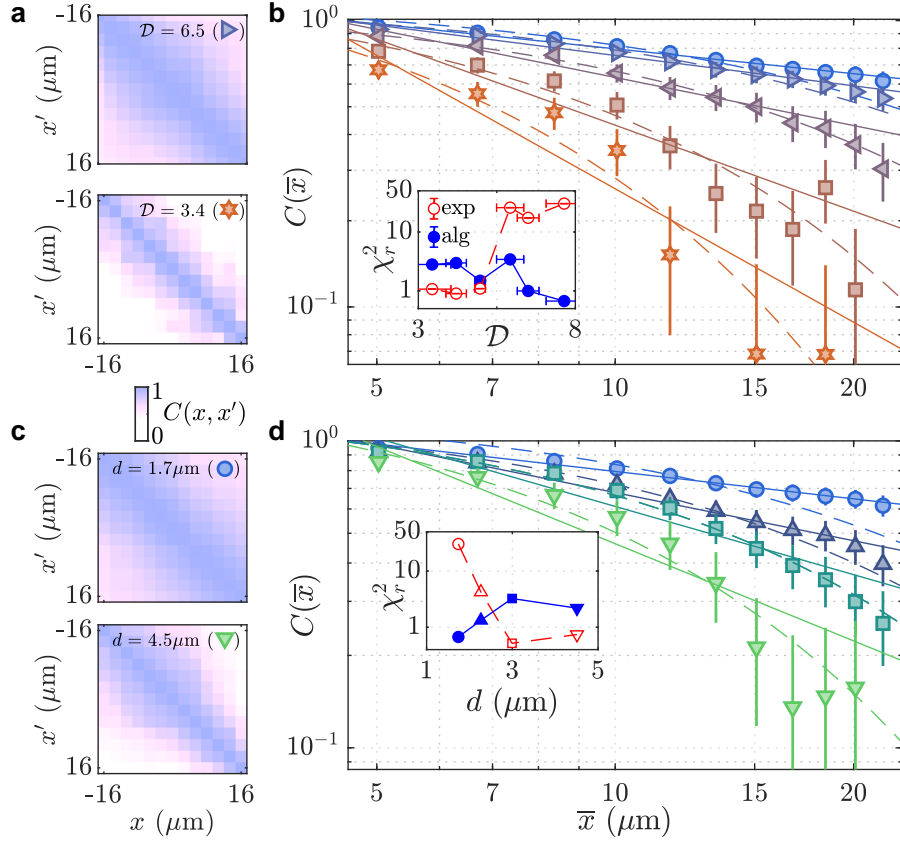 a
𝒟 = 6.5 (▷)
x′ (μm)
-16
16
𝒟 = 3.4 (✡)
x′ (μm)
-16
16
-16
16
1
0
C(x, x′)
b
10⁰
10⁻¹
C(x̅)
5
7
10
15
20
50
10
1
χ²ᵣ
exp
alg
3
𝒟
8
c
d = 1.7μm (○)
x′ (μm)
-16
16
d = 4.5μm (▽)
x′ (μm)
-16
16
-16
16
x (μm)
d
10⁰
10⁻¹
C(x̅)
5
7
10
15
20
x̅ (μm)
50
10
1
χ²ᵣ
1
3
5
d (μm)